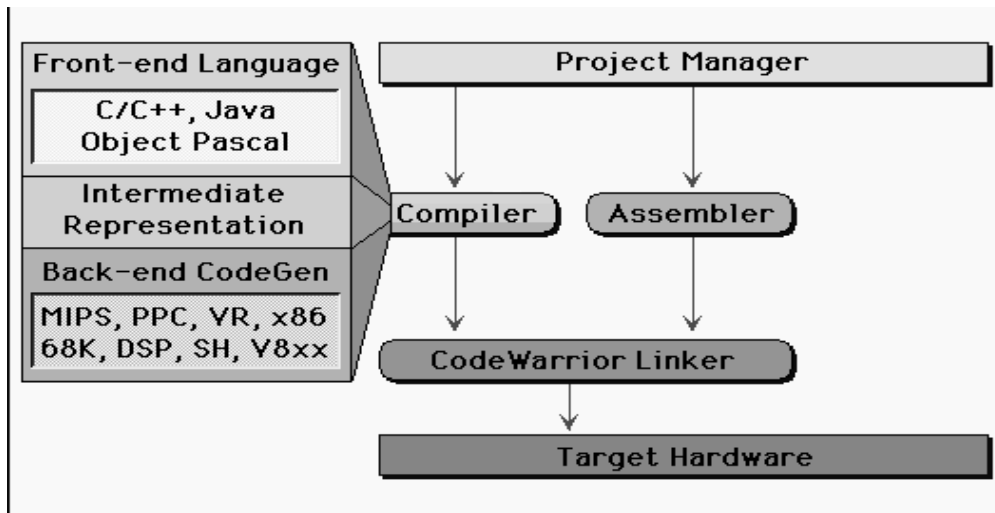 Front-end Language
C/C++, Java
Object Pascal
Intermediate
Representation
Back-end CodeGen
MIPS, PPC, VR, x86
68K, DSP, SH, V8xx
Project Manager
Compiler
Assembler
CodeWarrior Linker
Target Hardware